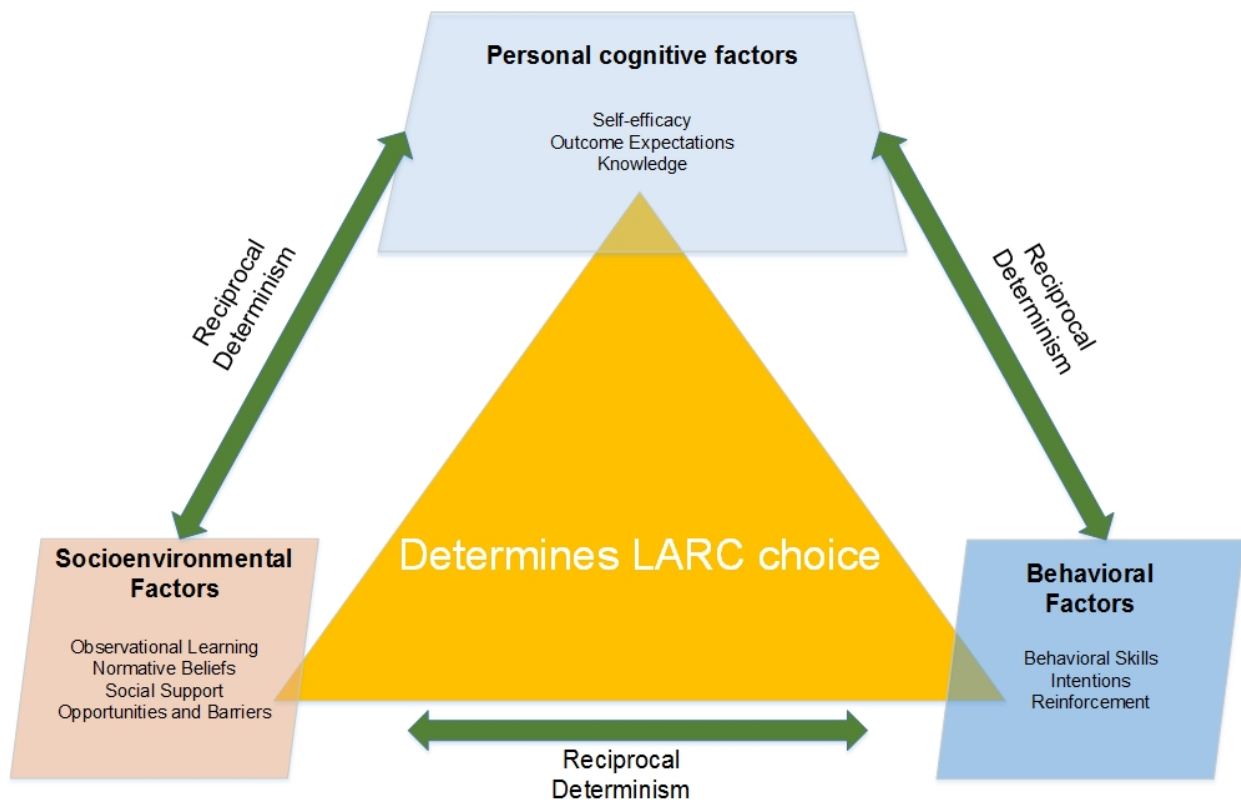 Personal cognitive factors
Self-efficacy
Outcome Expectations
Knowledge
Reciprocal
Determinism
Reciprocal
Determinism
Determines LARC choice
Socioenvironmental
Factors
Observational Learning
Normative Beliefs
Social Support
Opportunities and Barriers
Behavioral
Factors
Behavioral Skills
Intentions
Reinforcement
Reciprocal
Determinism